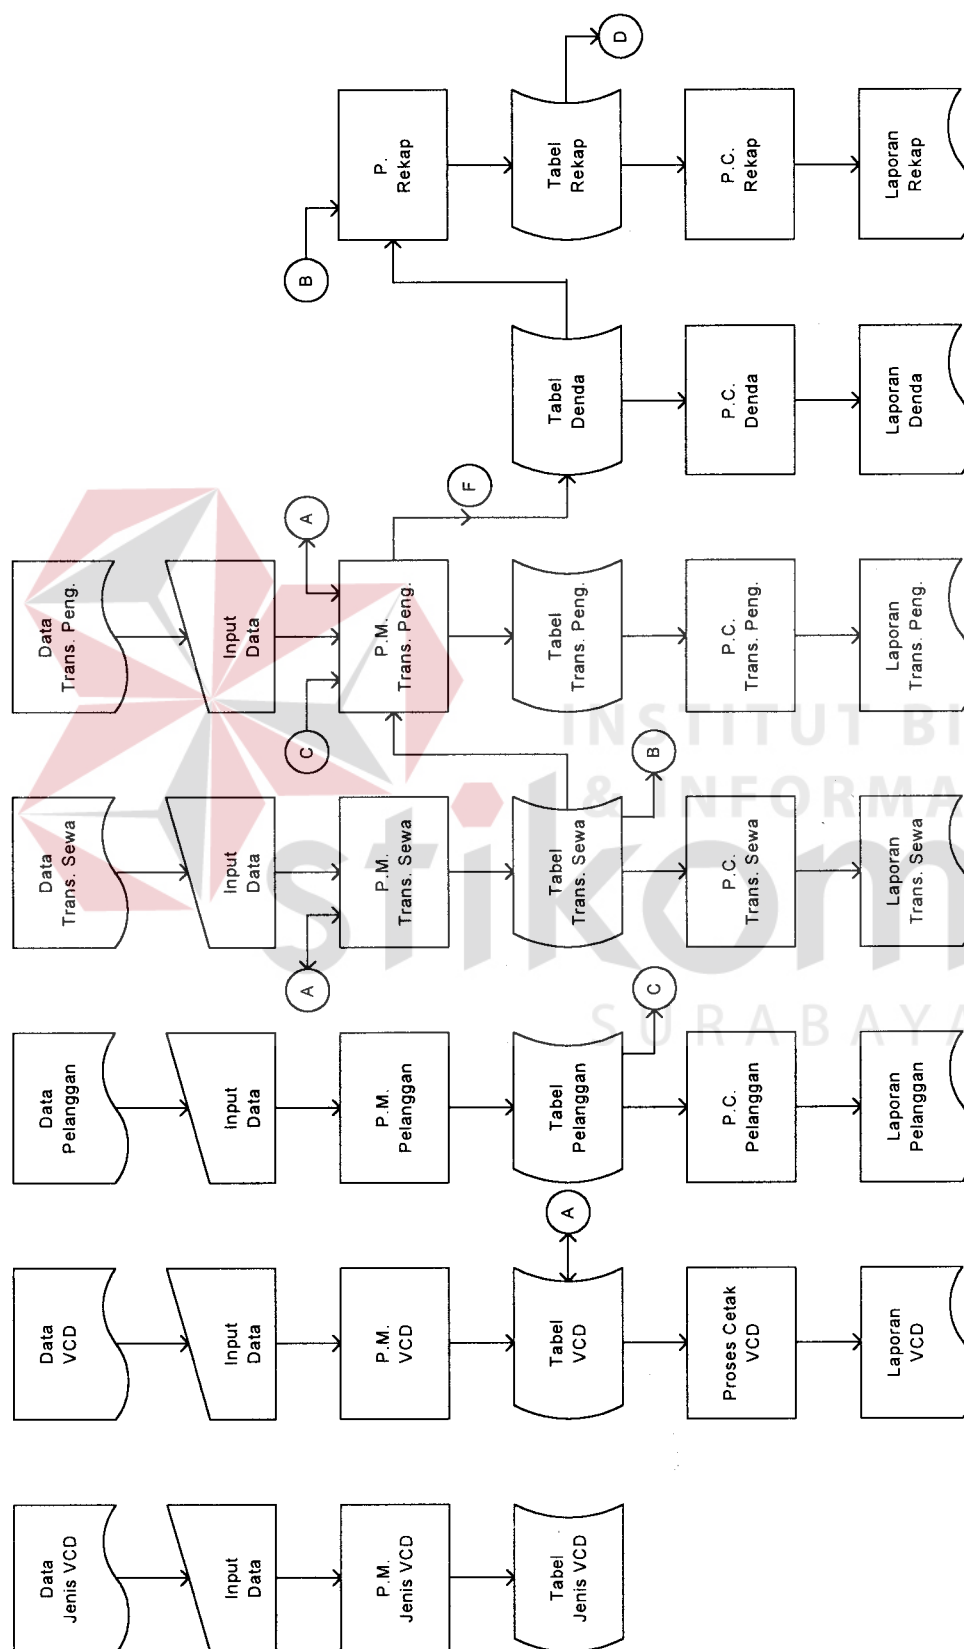 Data
Jenis VCD
Input
Data
P.M.
Jenis VCD
Tabel
Jenis VCD
Data
VCD
Input
Data
P.M.
VCD
Tabel
VCD
A
Proses Cetak
VCD
Laporan
VCD
Data
Pelanggan
Input
Data
P.M.
Pelanggan
Tabel
Pelanggan
C
P.C.
Pelanggan
Laporan
Pelanggan
Data
Trans. Sewa
Input
Data
A
P.M.
Trans. Sewa
Tabel
Trans. Sewa
B
P.C.
Trans. Sewa
Laporan
Trans. Sewa
Data
Trans. Peng.
Input
Data
C
A
P.M.
Trans. Peng.
F
Tabel
Trans. Peng.
P.C.
Trans. Peng.
Laporan
Trans. Peng.
Tabel
Denda
P.C.
Denda
Laporan
Denda
B
P.
Rekap
Tabel
Rekap
D
P.C.
Rekap
Laporan
Rekap
INSTITUT BI
& INFORMA
stikom
SURABAYA